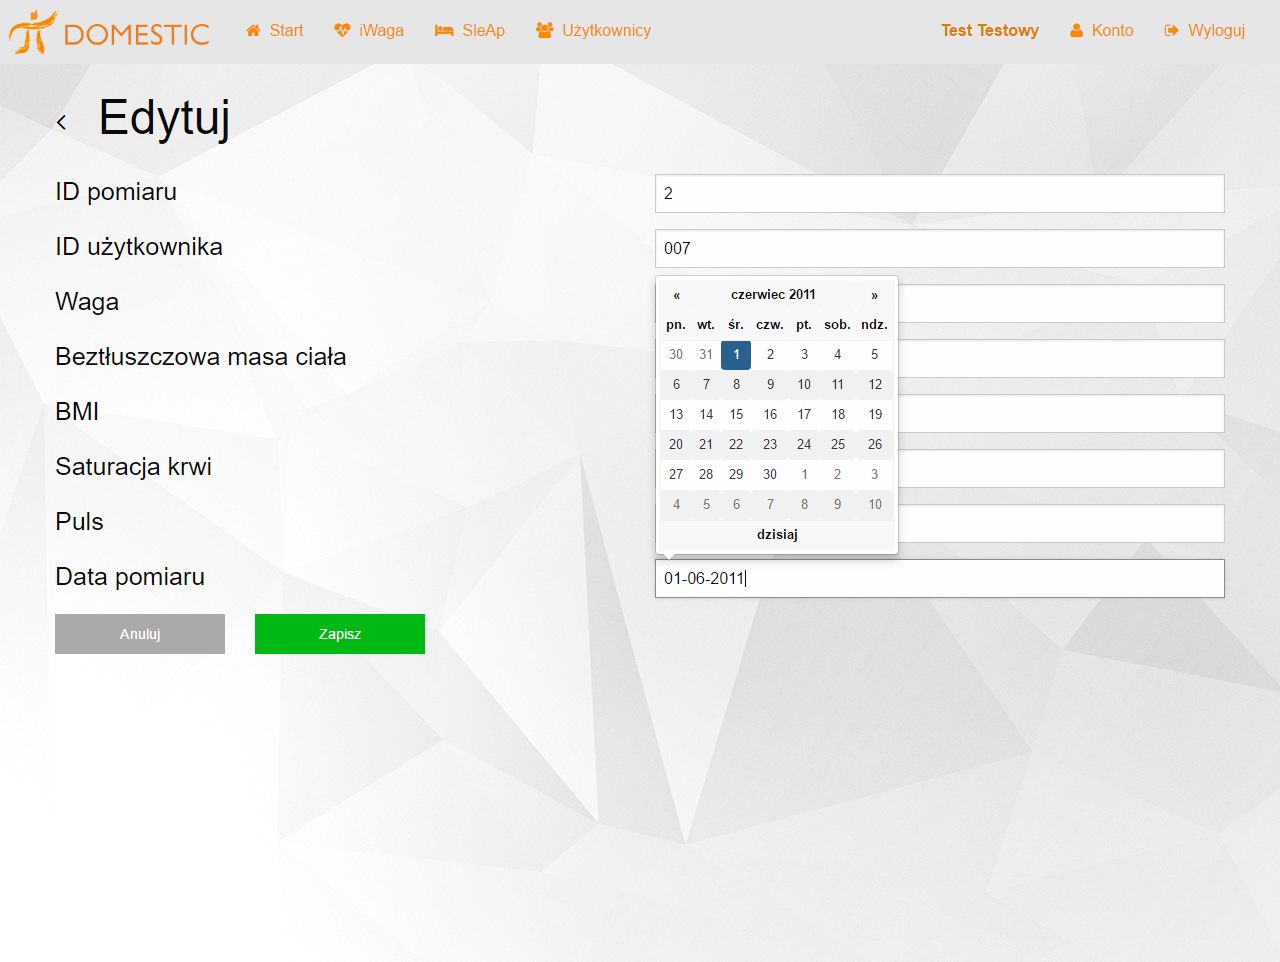 DOMESTIC Start iWaga SleAp Użytkownicy Test Testowy Konto Wyloguj
Edytuj
ID pomiaru 2
ID użytkownika 007
Waga
Beztłuszczowa masa ciała
BMI
Saturacja krwi
Puls
« czerwiec 2011 »
pn. wt. śr. czw. pt. sob. ndz.
30 31 1 2 3 4 5
6 7 8 9 10 11 12
13 14 15 16 17 18 19
20 21 22 23 24 25 26
27 28 29 30 1 2 3
4 5 6 7 8 9 10
dzisiaj
Data pomiaru 01-06-2011
Anuluj Zapisz